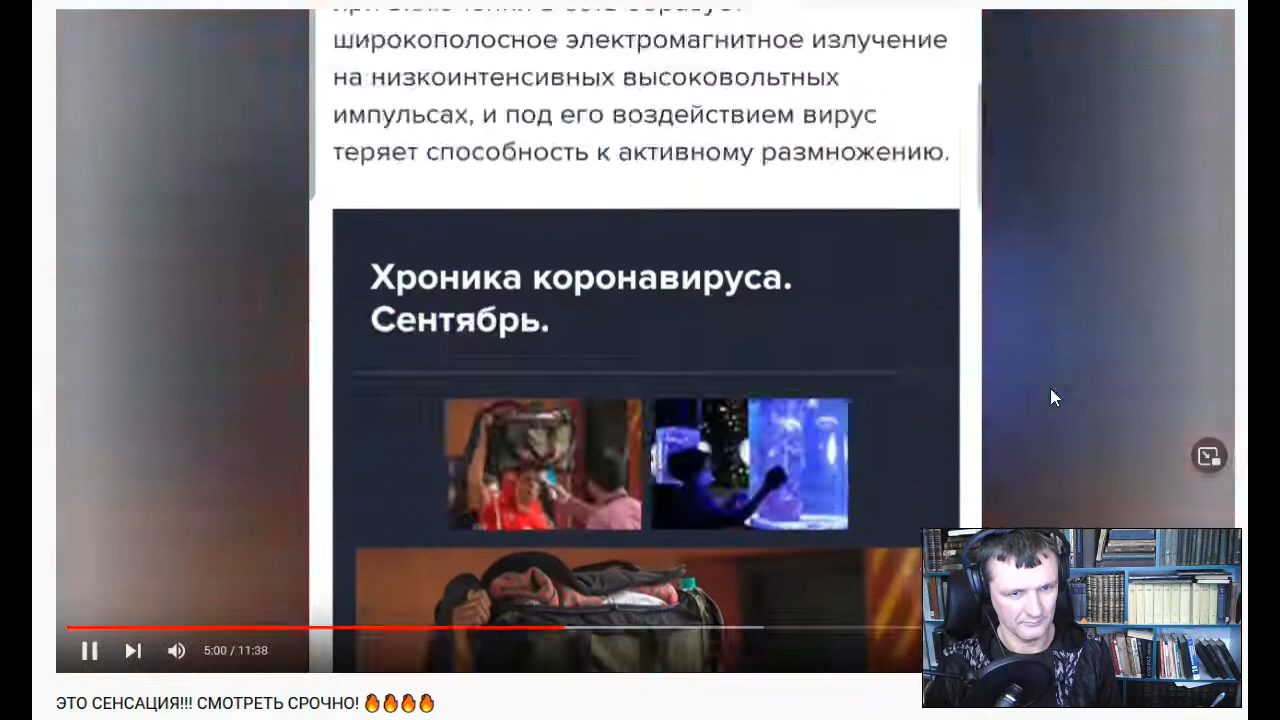 широкополосное электромагнитное излучение
на низкоинтенсивных высоковольтных
импульсах, и под его воздействием вирус
теряет способность к активному размножению.
Хроника коронавируса.
Сентябрь.
5:00 / 11:38
ЭТО СЕНСАЦИЯ!!! СМОТРЕТЬ СРОЧНО! 🔥🔥🔥🔥